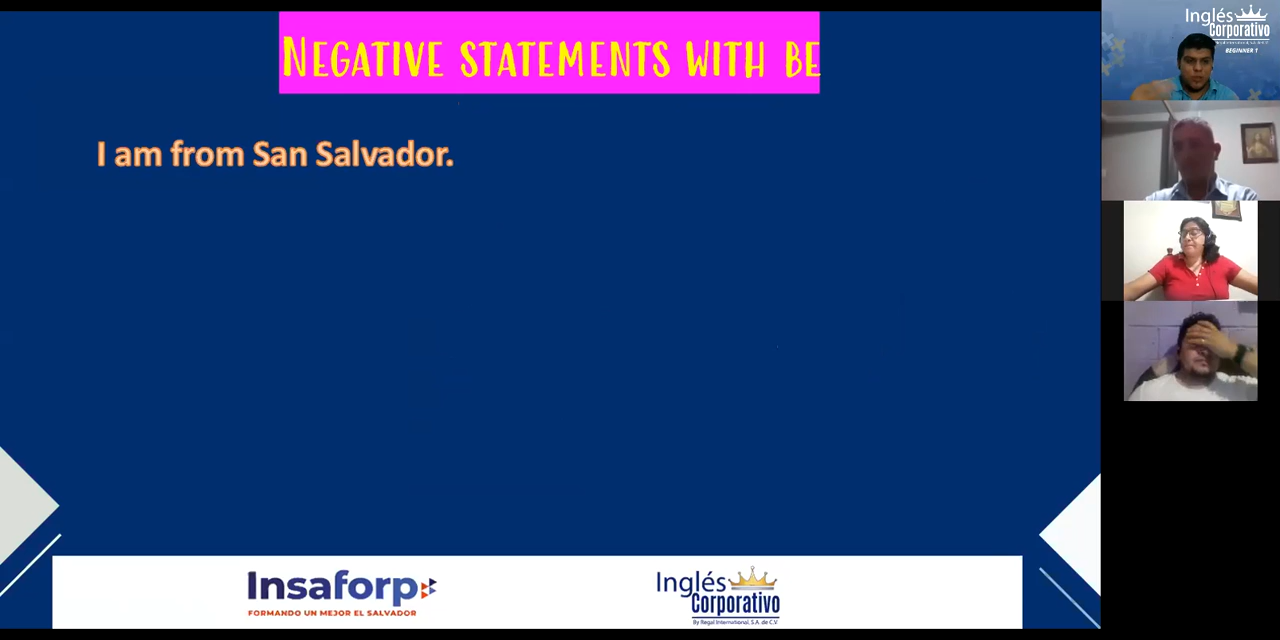 NEGATIVE STATEMENTS WITH BE
I am from San Salvador.
Insaforp
FORMANDO UN MEJOR EL SALVADOR
Inglés
Corporativo
By Regal International, S.A. de C.V
Inglés
Corporativo
BEGINNER 1